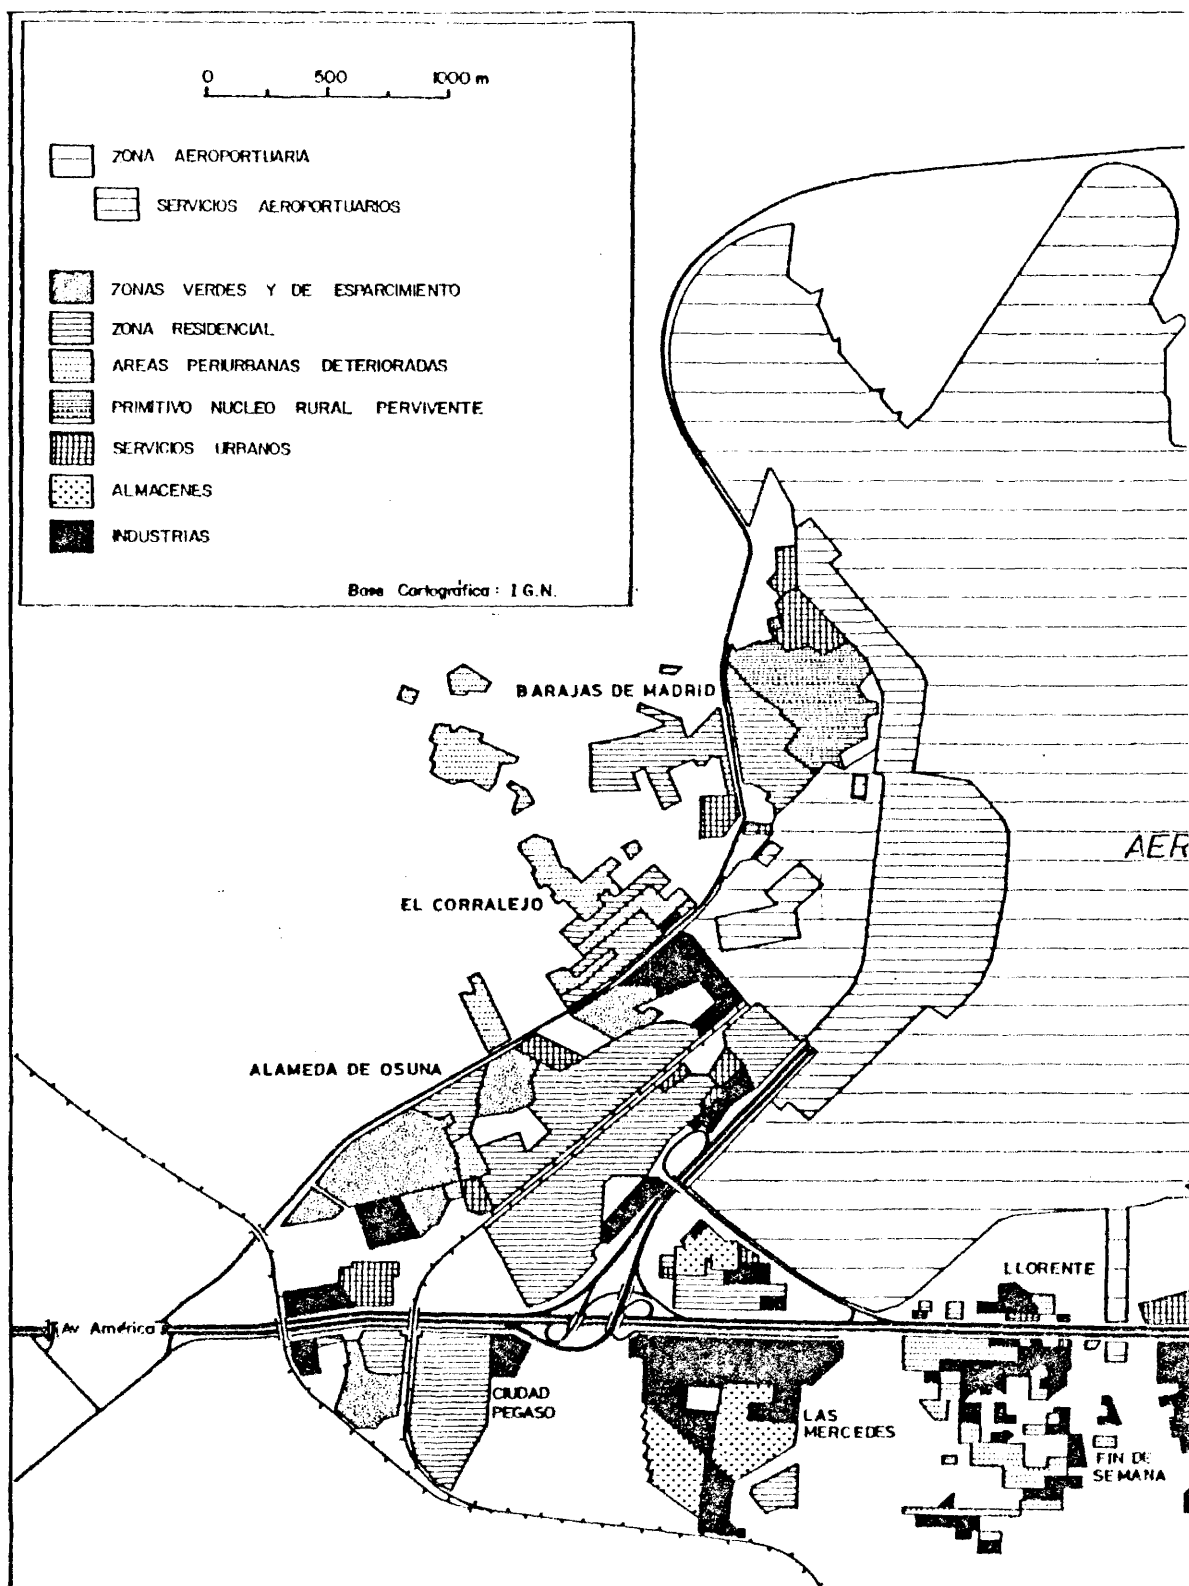 0 500 1000 m
ZONA AEROPORTUARIA
SERVICIOS AEROPORTUARIOS
ZONAS VERDES Y DE ESPARCIMIENTO
ZONA RESIDENCIAL
AREAS PERIURBANAS DETERIORADAS
PRIMITIVO NUCLEO RURAL PERVIVENTE
SERVICIOS URBANOS
ALMACENES
INDUSTRIAS
Base Cartográfica: I G.N.
BARAJAS DE MADRID
AER
EL CORRALEJO
ALAMEDA DE OSUNA
LLORENTE
Av América
CIUDAD
PEGASO
LAS
MERCEDES
FIN DE
SEMANA